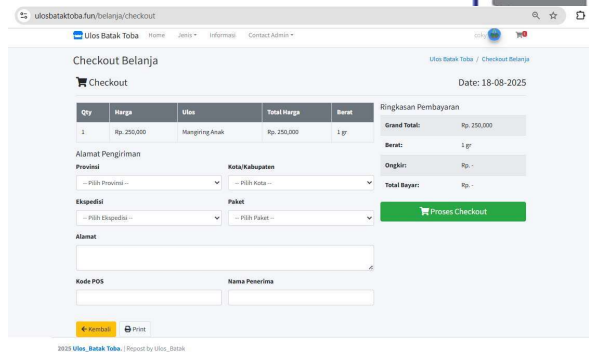 ulosbataktoba.fun/belanja/checkout
Ulos Batak Toba Home Jenis Informasi Contact Admin
Checkout Belanja
Ulos Batak Toba / Checkout Belanja
Checkout
Date: 18-08-2025
Qty Harga Ulos Total Harga Berat
1 Rp. 250,000 Mangiring Anak Rp. 250,000 1 gr
Ringkasan Pembayaran
Grand Total: Rp. 250,000
Berat: 1 gr
Ongkir: Rp. -
Total Bayar: Rp. -
Proses Checkout
Alamat Pengiriman
Provinsi Kota/Kabupaten
-- Pilih Provinsi -- -- Pilih Kota --
Ekspedisi Paket
-- Pilih Ekspedisi -- -- Pilih Paket --
Alamat
Kode POS Nama Penerima
Kembali Print
2025 Ulos_Batak Toba. | Repost by Ulos_Batak